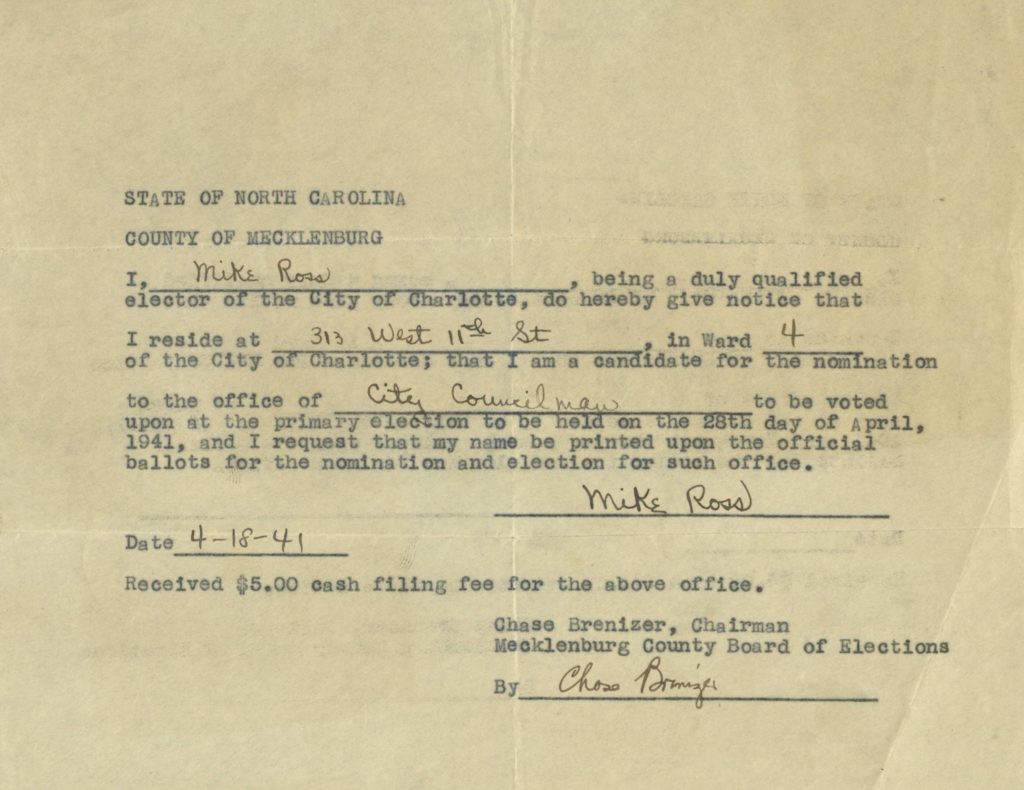 STATE OF NORTH CAROLINA
COUNTY OF MECKLENBURG
I, Mike Ross, being a duly qualified
elector of the City of Charlotte, do hereby give notice that
I reside at 313 West 11th St, in Ward 4
of the City of Charlotte; that I am a candidate for the nomination
to the office of City Councilman to be voted
upon at the primary election to be held on the 28th day of April,
1941, and I request that my name be printed upon the official
ballots for the nomination and election for such office.
Mike Ross
Date 4-18-41
Received $5.00 cash filing fee for the above office.
Chase Brenizer, Chairman
Mecklenburg County Board of Elections
By Chase Brenizer